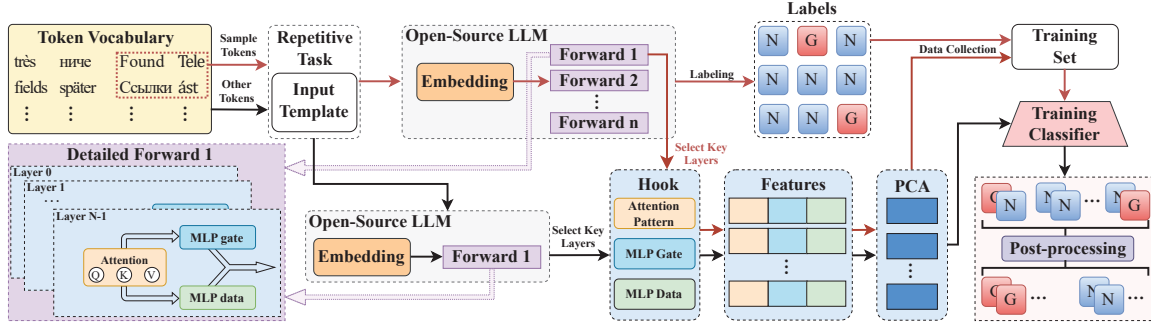 Token Vocabulary
très ниче Found Tele
fields später Ссылки ást
⋮ ⋮ ⋮ ⋮
Sample
Tokens
Other
Tokens
Repetitive
Task
Input
Template
Open-Source LLM
Embedding
Forward 1
Forward 2
⋮
Forward n
Labeling
Labels
N G N
N N N
N N G
Data Collection
Training
Set
Training
Classifier
Select Key
Layers
Detailed Forward 1
Layer 0
Layer 1
...
Layer N-1
Attention
Q K V
MLP gate
MLP data
Open-Source LLM
Embedding
Forward 1
Select Key
Layers
Hook
Attention
Pattern
MLP Gate
MLP Data
Features
⋮
PCA
⋮
G N N N ... N G
Post-processing
G G ... N N ...